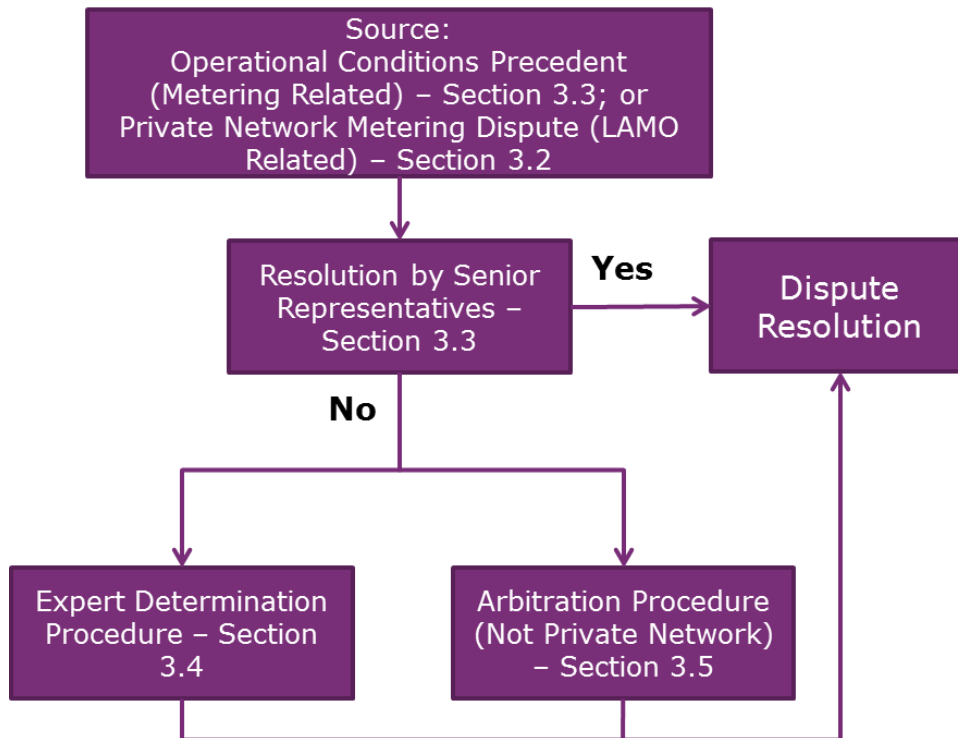 Source:
Operational Conditions Precedent
(Metering Related) – Section 3.3; or
Private Network Metering Dispute (LAMO
Related) – Section 3.2
Resolution by Senior
Representatives –
Section 3.3
Yes
Dispute
Resolution
No
Expert Determination
Procedure – Section
3.4
Arbitration Procedure
(Not Private Network)
– Section 3.5